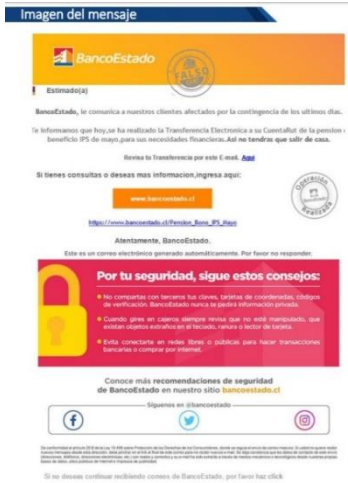 Imagen del mensaje
BancoEstado
FALSO
Estimado(a)
BancoEstado, le comunica a nuestros clientes afectados por la contingencia de los ultimos dias.
Te informamos que hoy,se ha realizado la Transferencia Electronica a su CuentaRut de la pension
beneficio IPS de mayo,para sus necesidades financieras.Asi no tendras que salir de casa.
Revisa tu Transferencia por este E-mail. Aquí
Si tienes consultas o deseas mas informacion,ingresa aqui:
www.bancoestado.cl
Operación
Realizada
https://www.bancoestado.cl/Pension_Bono_IPS_Mayo
Atentamente, BancoEstado.
Este es un correo electrónico generado automáticamente. Por favor no responder.
Por tu seguridad, sigue estos consejos:
No compartas con terceros tus claves, tarjetas de coordenadas, códigos
de verificación. BancoEstado nunca te pedirá información privada.
Cuando gires en cajeros siempre revisa que no esté manipulado, que
existan objetos extraños en el teclado, ranura o lector de tarjeta.
Evita conectarte en redes libres o públicas para hacer transacciones
bancarias o comprar por internet.
Conoce más recomendaciones de seguridad
de BancoEstado en nuestro sitio bancoestado.cl
Síguenos en @bancoestado
Si no deseas continuar recibiendo correos de BancoEstado, por favor haz click